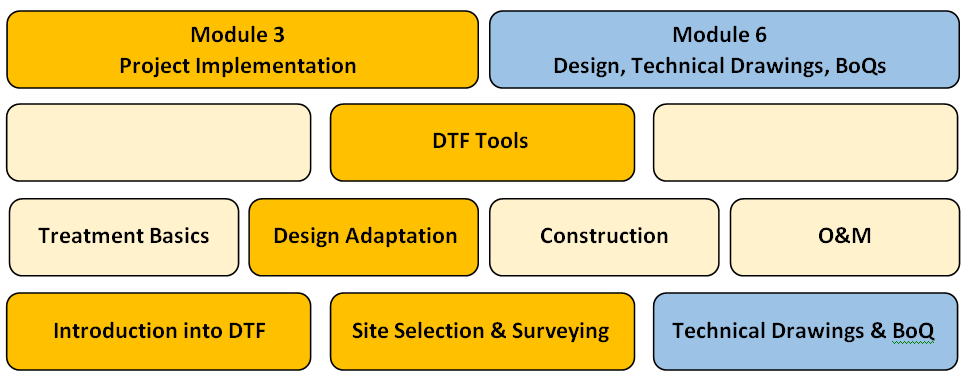 Module 3
Project Implementation
Module 6
Design, Technical Drawings, BoQs
DTF Tools
Treatment Basics
Design Adaptation
Construction
O&M
Introduction into DTF
Site Selection & Surveying
Technical Drawings & BoQ